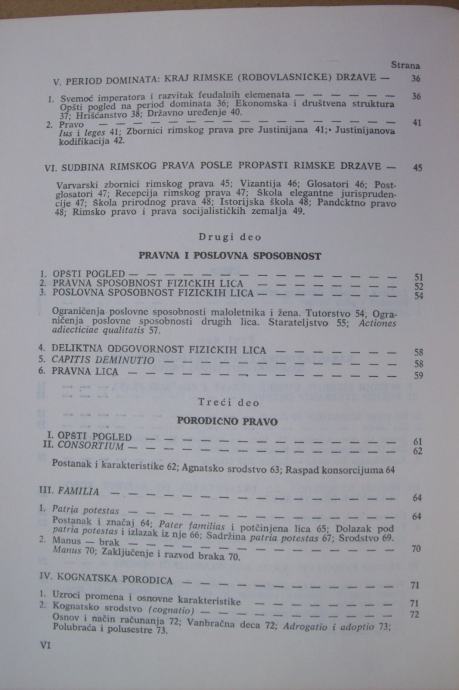 Strana
V. PERIOD DOMINATA: KRAJ RIMSKE (ROBOVLASNIČKE) DRŽAVE — 36
1. Svemoć imperatora i razvitak feudalnih elemenata — — — — — — 36
Opšti pogled na period dominata 36; Ekonomska i društvena struktura
37; Hrišćanstvo 38; Državno uređenje 40.
2. Pravo — — — — — — — — — — — — — — — — — — 41
Ius i leges 41; Zbornici rimskog prava pre Justinijana 41; Justinijanova
kodifikacija 42.
VI. SUDBINA RIMSKOG PRAVA POSLE PROPASTI RIMSKE DRŽAVE — 45
Varvarski zbornici rimskog prava 45; Vizantija 46; Glosatori 46; Post-
glosatori 47; Recepcija rimskog prava 47; Škola elegantne jurispruden-
cije 47; Škola prirodnog prava 48; Istorijska škola 48; Pandektno pravo
48; Rimsko pravo i prava socijalističkih zemalja 49.
Drugi deo
PRAVNA I POSLOVNA SPOSOBNOST
1. OPŠTI POGLED — — — — — — — — — — — — — — — 51
2. PRAVNA SPOSOBNOST FIZIČKIH LICA — — — — — — — — 52
3. POSLOVNA SPOSOBNOST FIZIČKIH LICA — — — — — — — — 54
Ograničenja poslovne sposobnosti maloletnika i žena. Tutorstvo 54; Ogra-
ničenja poslovne sposobnosti drugih lica. Starateljstvo 55; Actiones
adiecticiae qualitatis 57.
4. DELIKTNA ODGOVORNOST FIZIČKIH LICA — — — — — — — 58
5. CAPITIS DEMINUTIO — — — — — — — — — — — — — 58
6. PRAVNA LICA — — — — — — — — — — — — — — — 59
Treći deo
PORODIČNO PRAVO
I. OPŠTI POGLED — — — — — — — — — — — — — — — 61
II. CONSORTIUM — — — — — — — — — — — — — — — 62
Postanak i karakteristike 62; Agnatsko srodstvo 63; Raspad konsorcijuma 64
III. FAMILIA — — — — — — — — — — — — — — — — 64
1. Patria potestas — — — — — — — — — — — — — — — 64
Postanak i značaj 64; Pater familias i potčinjena lica 65; Dolazak pod
patria potestas i izlazak iz nje 66; Sadržina patria potestas 67; Srodstvo 69.
2. Manus — brak — — — — — — — — — — — — — — — 70
Manus 70; Zaključenje i razvod braka 70.
IV. KOGNATSKA PORODICA — — — — — — — — — — — — 71
1. Uzroci promena i osnovne karakteristike — — — — — — — — 71
2. Kognatsko srodstvo (cognatio) — — — — — — — — — — 72
Osnov i način računanja 72; Vanbračna deca 72; Adrogatio i adoptio 73;
Polubraća i polusestre 73.
VI